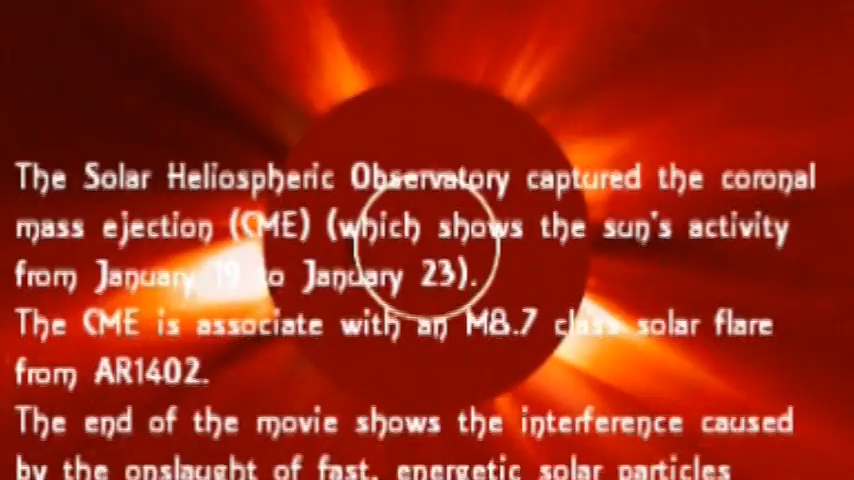 The Solar Heliospheric Observatory captured the coronal
mass ejection (CME) (which shows the sun's activity
from January 19 to January 23).
The CME is associate with an M8.7 class solar flare
from AR1402.
The end of the movie shows the interference caused
by the onslaught of fast, energetic solar particles